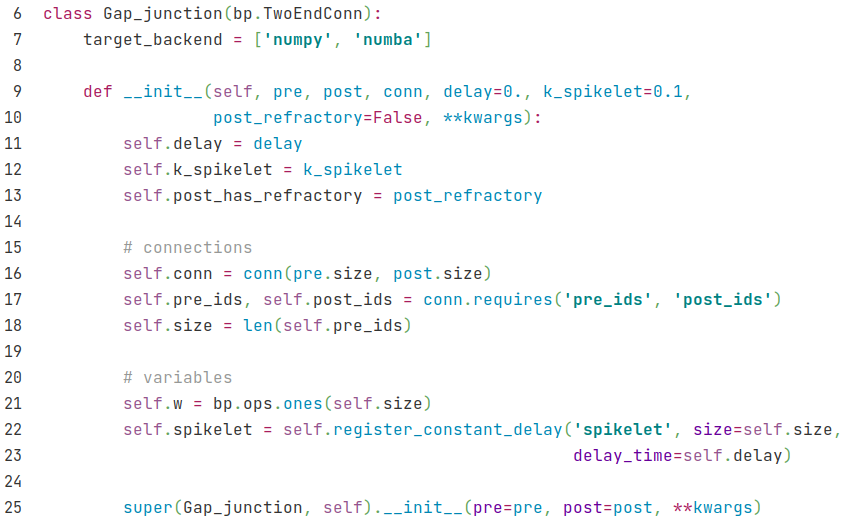 6 class Gap_junction(bp.TwoEndConn):
7     target_backend = ['numpy', 'numba']
8
9     def __init__(self, pre, post, conn, delay=0., k_spikelet=0.1,
10                  post_refractory=False, **kwargs):
11         self.delay = delay
12         self.k_spikelet = k_spikelet
13         self.post_has_refractory = post_refractory
14
15         # connections
16         self.conn = conn(pre.size, post.size)
17         self.pre_ids, self.post_ids = conn.requires('pre_ids', 'post_ids')
18         self.size = len(self.pre_ids)
19
20         # variables
21         self.w = bp.ops.ones(self.size)
22         self.spikelet = self.register_constant_delay('spikelet', size=self.size,
23                                                      delay_time=self.delay)
24
25         super(Gap_junction, self).__init__(pre=pre, post=post, **kwargs)